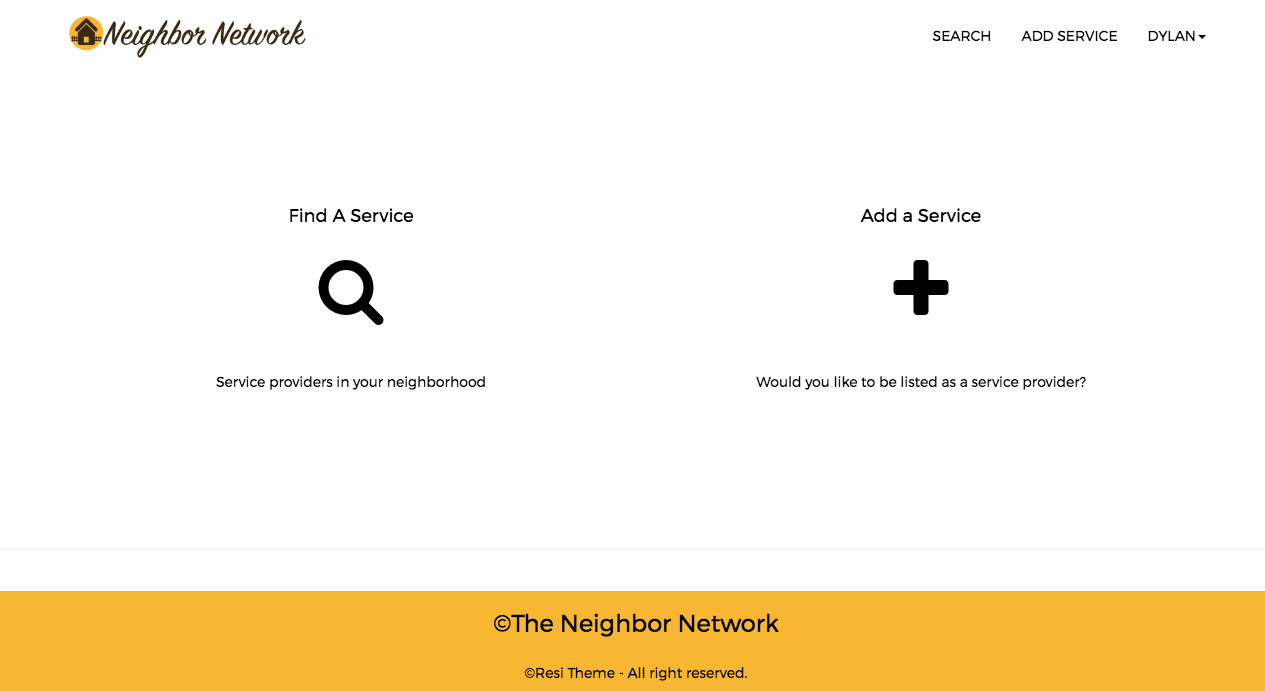 Neighbor Network
SEARCH ADD SERVICE DYLAN
Find A Service
Add a Service
Service providers in your neighborhood
Would you like to be listed as a service provider?
©The Neighbor Network
©Resi Theme - All right reserved.